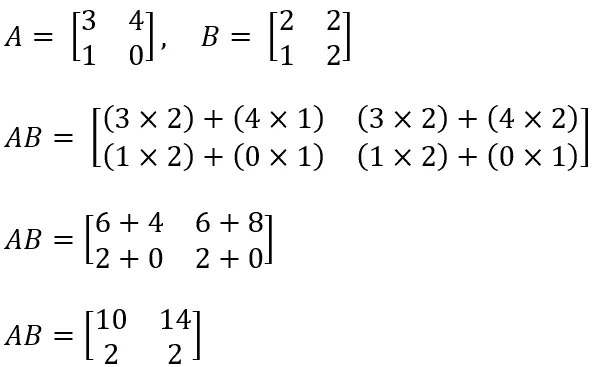 A = [3 4
1 0], B = [2 2
1 2]
AB = [(3 × 2) + (4 × 1) (3 × 2) + (4 × 2)
(1 × 2) + (0 × 1) (1 × 2) + (0 × 1)]
AB = [6 + 4 6 + 8
2 + 0 2 + 0]
AB = [10 14
2 2]